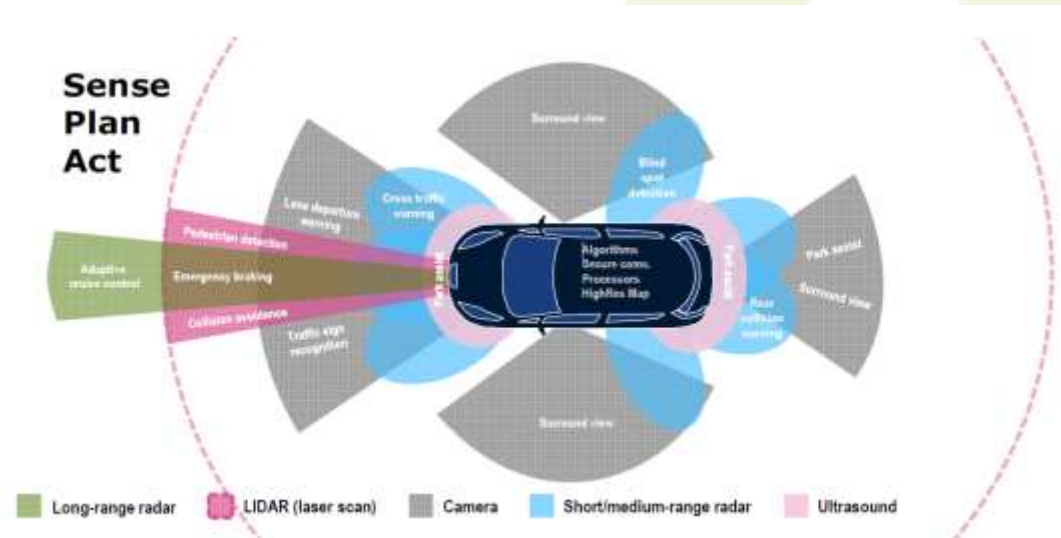 Sense
Plan
Act
Surround view
Blind
spot
detection
Cross traffic
warning
Lane departure
warning
Pedestrian detection
Adaptive
cruise control
Emergency braking
Collision avoidance
Traffic sign
recognition
Park assist
Algorithms
Secure coms.
Processors
HighRes Map
Park assist
Park assist
Surround view
Rear
collision
warning
Surround view
Long-range radar
LIDAR (laser scan)
Camera
Short/medium-range radar
Ultrasound